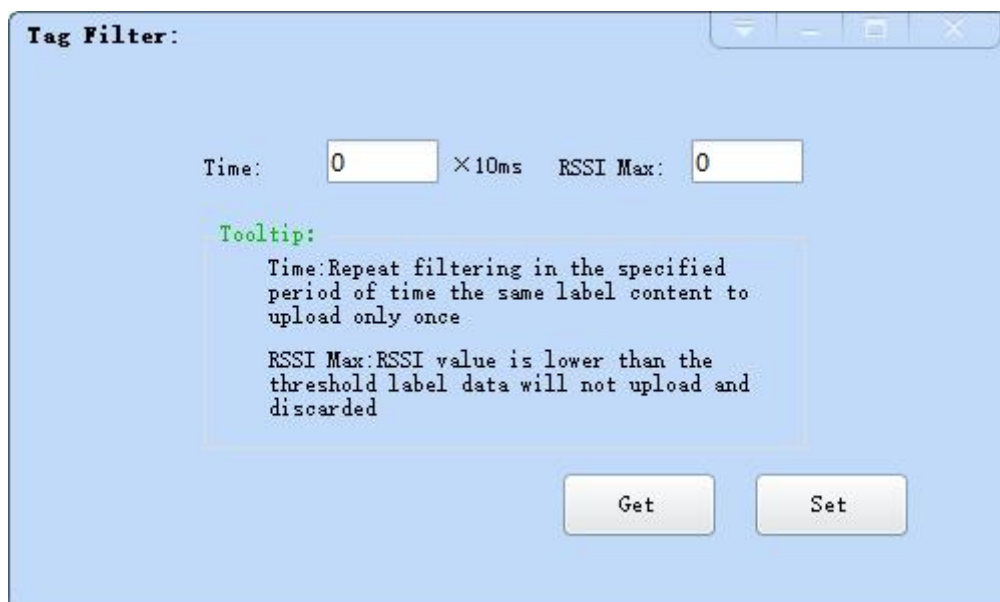 Tag Filter:
Time: 0 ×10ms RSSI Max: 0
Tooltip:
Time:Repeat filtering in the specified
period of time the same label content to
upload only once
RSSI Max:RSSI value is lower than the
threshold label data will not upload and
discarded
Get Set